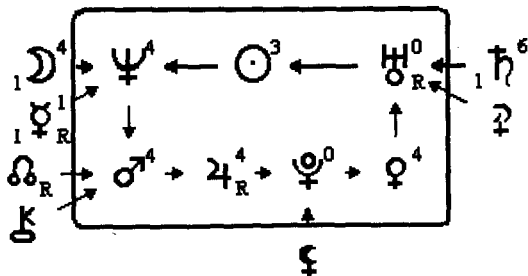 ₁☽⁴ → ♆⁴ ← ☉³ ← ♅⁰ᵣ ← ₁♄⁶
₁☿¹ᵣ ⚳
☊ᵣ → ♂⁴ → ♃⁴ᵣ → ♇⁰ → ♀⁴
⚷
⚸